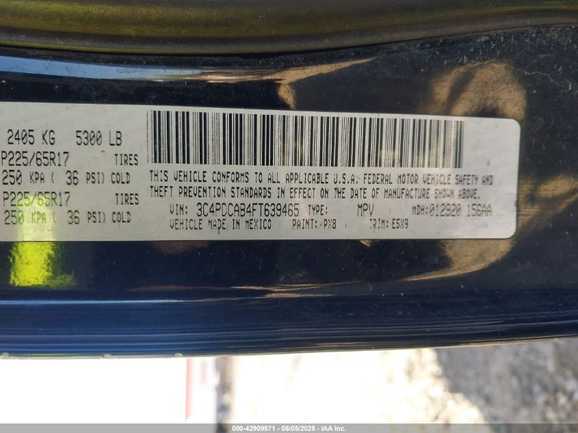 2405 KG 5300 LB
P225/65R17 TIRES
250 KPA ( 36 PSI) COLD
P225/65R17 TIRES
250 KPA ( 36 PSI) COLD
THIS VEHICLE CONFORMS TO ALL APPLICABLE U.S.A. FEDERAL MOTOR VEHICLE SAFETY AND
THEFT PREVENTION STANDARDS IN EFFECT ON THE DATE OF MANUFACTURE SHOWN ABOVE.
VIN: 3C4PDCAB4FT639465 TYPE: MPV MDH: 012920 156AA
VEHICLE MADE IN MEXICO PAINT: PX8 TRIM: E5X9
000-42909571 - 08/05/2025 - IAA Inc.